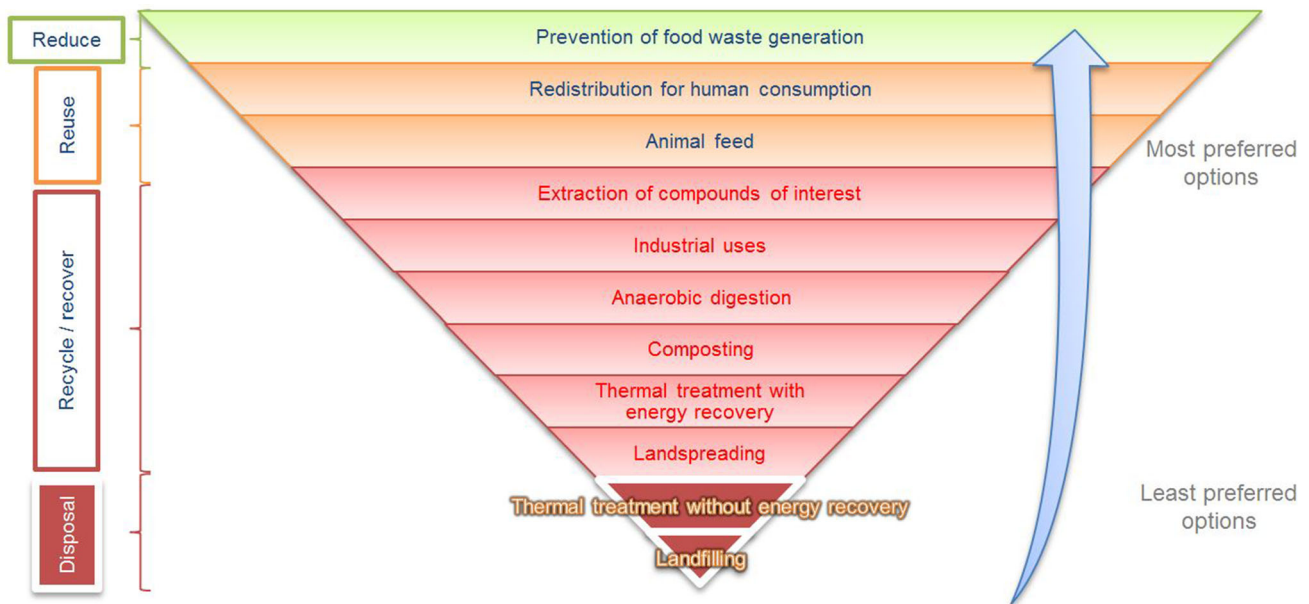 Reduce
Prevention of food waste generation
Reuse
Redistribution for human consumption
Animal feed
Most preferred
options
Recycle / recover
Extraction of compounds of interest
Industrial uses
Anaerobic digestion
Composting
Thermal treatment with
energy recovery
Landspreading
Disposal
Thermal treatment without energy recovery
Landfilling
Least preferred
options